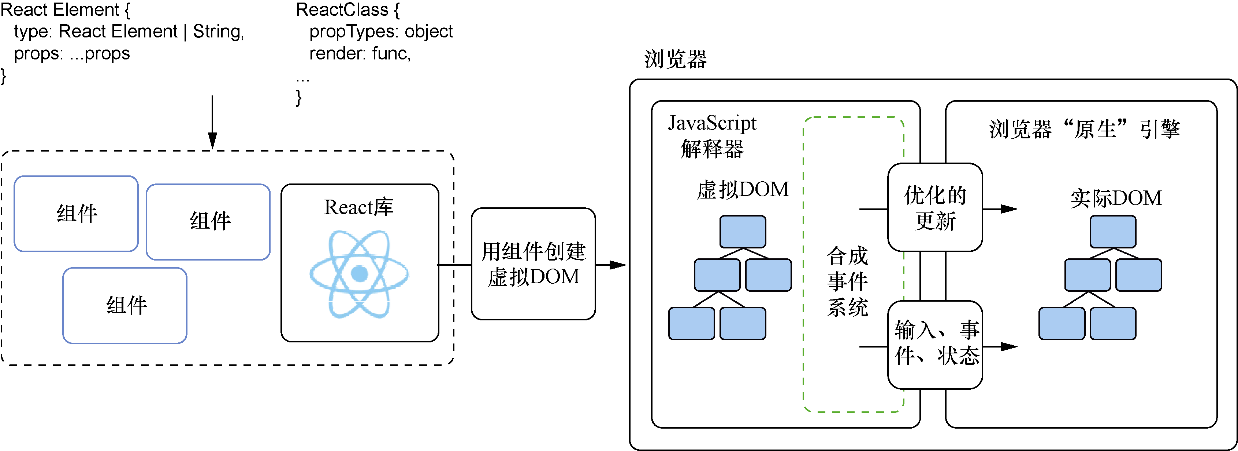 React Element {
type: React Element | String,
props: ...props
}
ReactClass {
propTypes: object
render: func,
...
}
组件
组件
组件
React库
用组件创建
虚拟DOM
浏览器
JavaScript
解释器
虚拟DOM
合成
事件
系统
优化的
更新
输入、事
件、状态
浏览器“原生”引擎
实际DOM